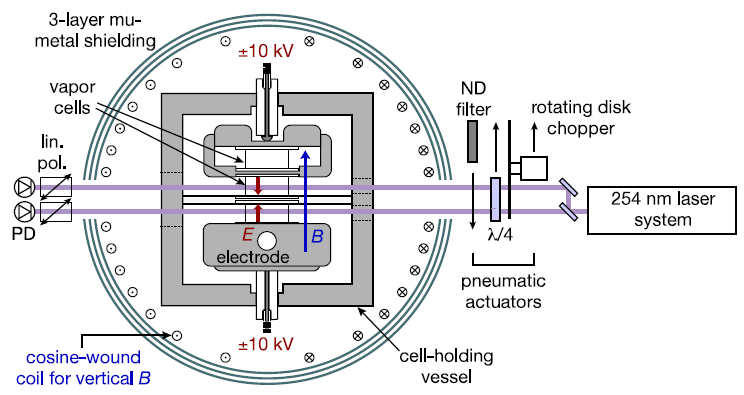 3-layer mu-
metal shielding
±10 kV
vapor
cells
ND
filter
rotating disk
chopper
lin.
pol.
254 nm laser
system
PD
E
B
λ/4
electrode
pneumatic
actuators
±10 kV
cosine-wound
coil for vertical B
cell-holding
vessel